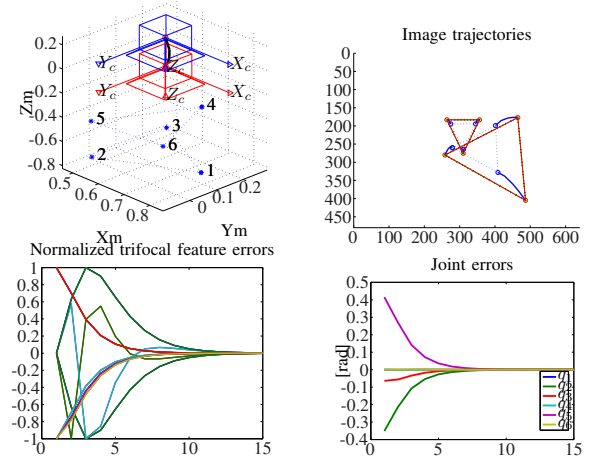 0.2
0
-0.2
-0.4
-0.6
-0.8
Zm
Y_c
X_c
Z_c
Y_c
X_c
Z_c
5
4
3
2
6
1
0.5
0.6
0.7
0.8
Xm
0
0.2
Ym
Image trajectories
0
50
100
150
200
250
300
350
400
450
0 100 200 300 400 500 600
Normalized trifocal feature errors
1
0.8
0.6
0.4
0.2
0
-0.2
-0.4
-0.6
-0.8
-1
0 5 10 15
Joint errors
[rad]
0.5
0.4
0.3
0.2
0.1
0
-0.1
-0.2
-0.3
-0.4
0 5 10 15
q_1
q_2
q_3
q_4
q_5
q_6